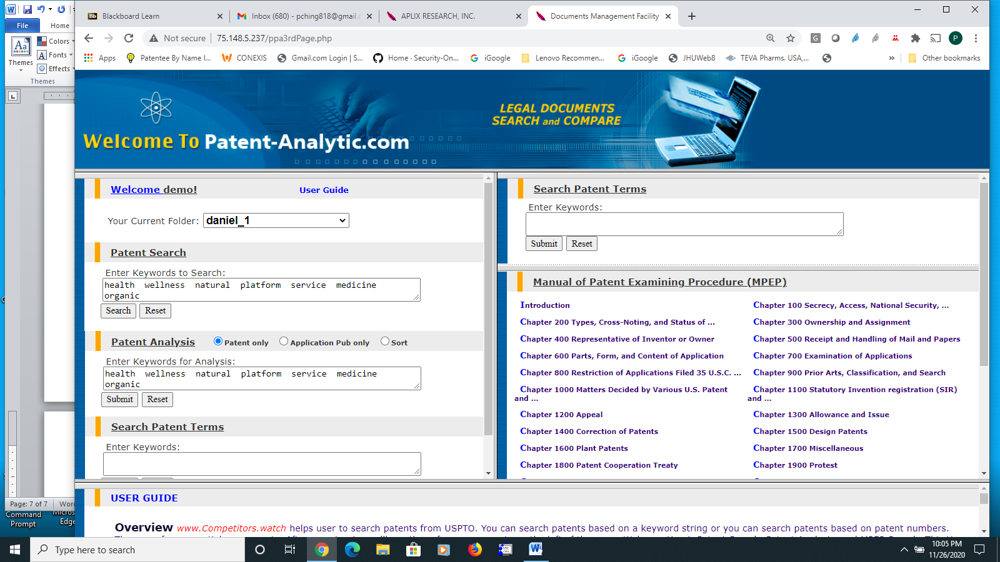 File
Home
Themes
Colors
Fonts
Effects
Themes
Page: 7 of 7
Command
Prompt
Edge
Blackboard Learn
Inbox (680) - pching818@gmail.c
APLIX RESEARCH, INC.
Documents Management Facility
Not secure
75.148.5.237/ppa3rdPage.php
Apps
Patentee By Name I...
CONEXIS
Gmail.com Login | S...
Home · Security-On...
iGoogle
Lenovo Recommen...
iGoogle
JHUWeb8
TEVA Pharms. USA,...
»
Other bookmarks
LEGAL DOCUMENTS
SEARCH and COMPARE
Welcome To Patent-Analytic.com
Welcome demo!
User Guide
Your Current Folder:
daniel_1
Patent Search
Enter Keywords to Search:
health wellness natural platform service medicine
organic
Search
Reset
Patent Analysis
Patent only
Application Pub only
Sort
Enter Keywords for Analysis:
health wellness natural platform service medicine
organic
Submit
Reset
Search Patent Terms
Enter Keywords:
Search Patent Terms
Enter Keywords:
Submit
Reset
Manual of Patent Examining Procedure (MPEP)
Introduction
Chapter 100 Secrecy, Access, National Security, ...
Chapter 200 Types, Cross-Noting, and Status of ...
Chapter 300 Ownership and Assignment
Chapter 400 Representative of Inventor or Owner
Chapter 500 Receipt and Handling of Mail and Papers
Chapter 600 Parts, Form, and Content of Application
Chapter 700 Examination of Applications
Chapter 800 Restriction of Applications Filed 35 U.S.C. ...
Chapter 900 Prior Arts, Classification, and Search
Chapter 1000 Matters Decided by Various U.S. Patent
and ...
Chapter 1100 Statutory Invention registration (SIR)
and ...
Chapter 1200 Appeal
Chapter 1300 Allowance and Issue
Chapter 1400 Correction of Patents
Chapter 1500 Design Patents
Chapter 1600 Plant Patents
Chapter 1700 Miscellaneous
Chapter 1800 Patent Cooperation Treaty
Chapter 1900 Protest
USER GUIDE
Overview www.Competitors.watch helps user to search patents from USPTO. You can search patents based on a keyword string or you can search patents based on patent numbers.
Type here to search
10:05 PM
11/26/2020